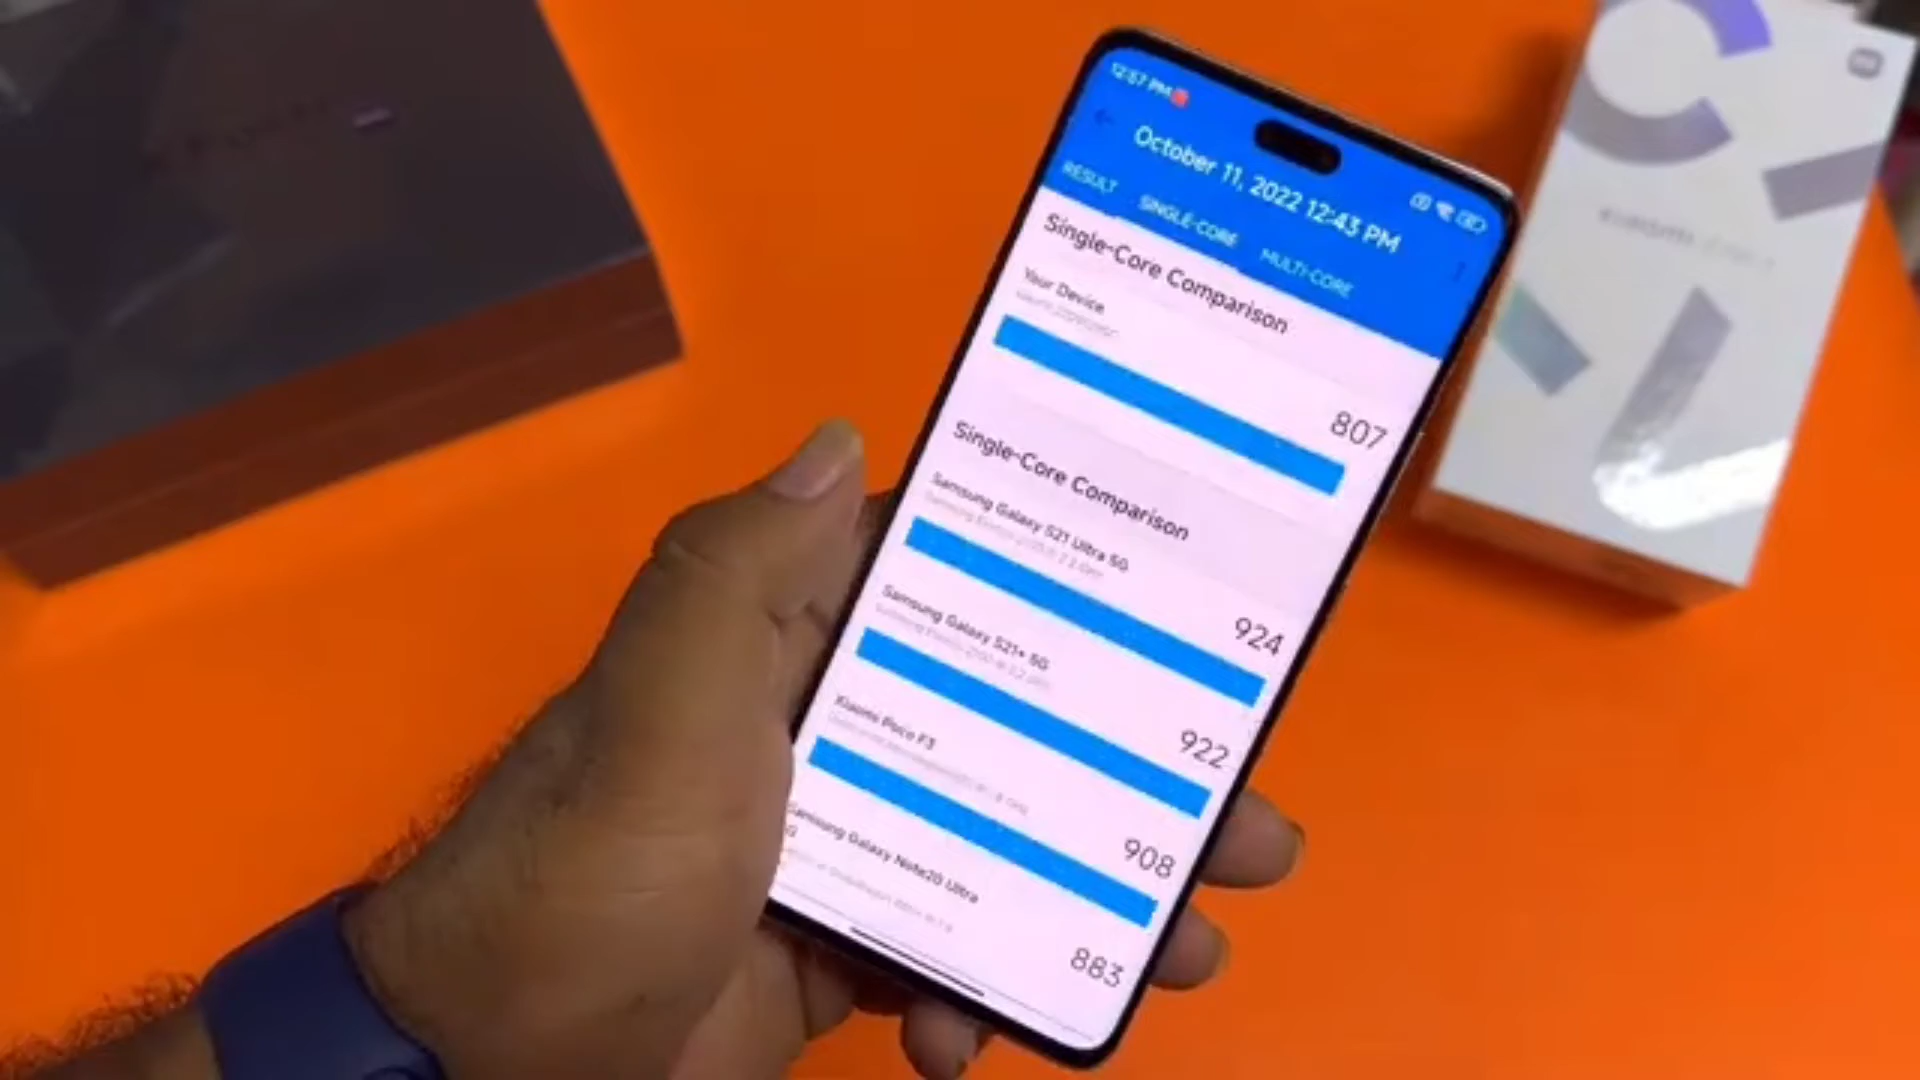 12:57 PM
October 11, 2022 12:43 PM
RESULT
SINGLE-CORE
MULTI-CORE
Single-Core Comparison
Your Device
807
Single-Core Comparison
Samsung Galaxy S21 Ultra 5G
924
Samsung Galaxy S21+ 5G
922
Xiaomi Poco F3
908
Samsung Galaxy Note20 Ultra
883